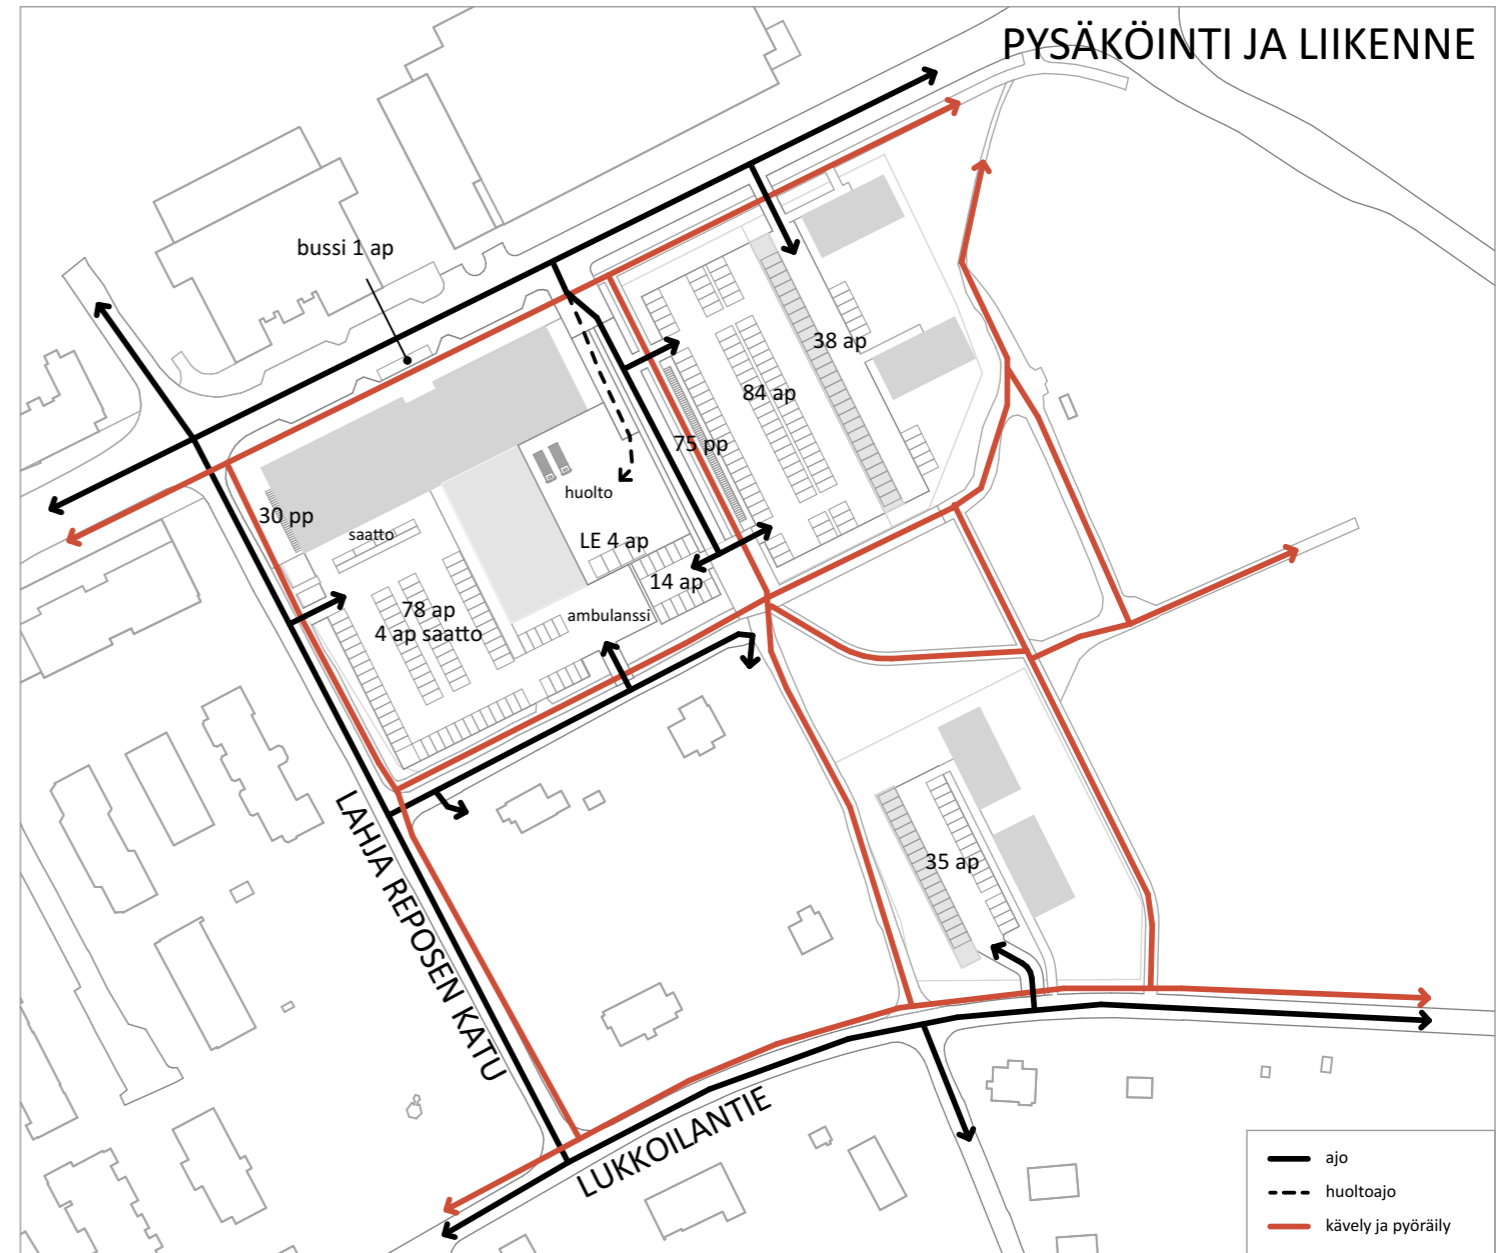 PYSÄKÖINTI JA LIIKENNE
bussi 1 ap
38 ap
84 ap
75 pp
huolto
30 pp
saatto
LE 4 ap
14 ap
78 ap
4 ap saatto
ambulanssi
35 ap
LAHJA REPOSEN KATU
LUKKOILANTIE
ajo
huoltoajo
kävely ja pyöräily